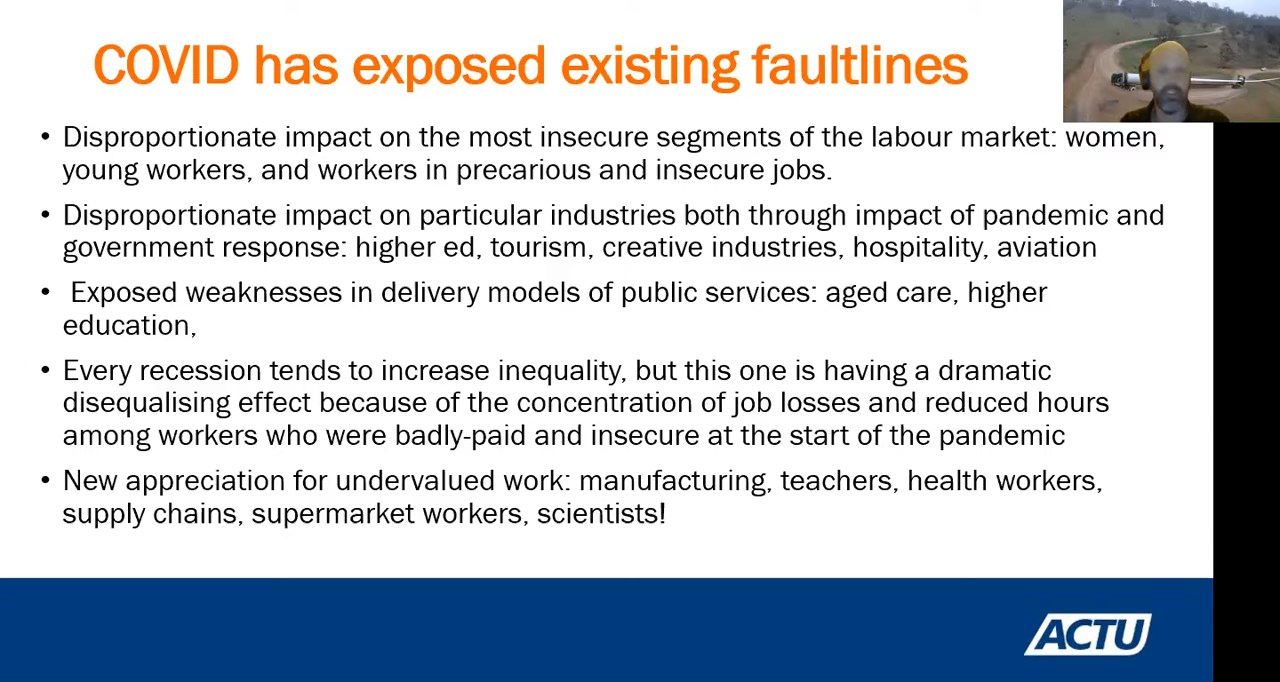 COVID has exposed existing faultlines
• Disproportionate impact on the most insecure segments of the labour market: women,
young workers, and workers in precarious and insecure jobs.
• Disproportionate impact on particular industries both through impact of pandemic and
government response: higher ed, tourism, creative industries, hospitality, aviation
• Exposed weaknesses in delivery models of public services: aged care, higher
education,
• Every recession tends to increase inequality, but this one is having a dramatic
disequalising effect because of the concentration of job losses and reduced hours
among workers who were badly-paid and insecure at the start of the pandemic
• New appreciation for undervalued work: manufacturing, teachers, health workers,
supply chains, supermarket workers, scientists!
ACTU